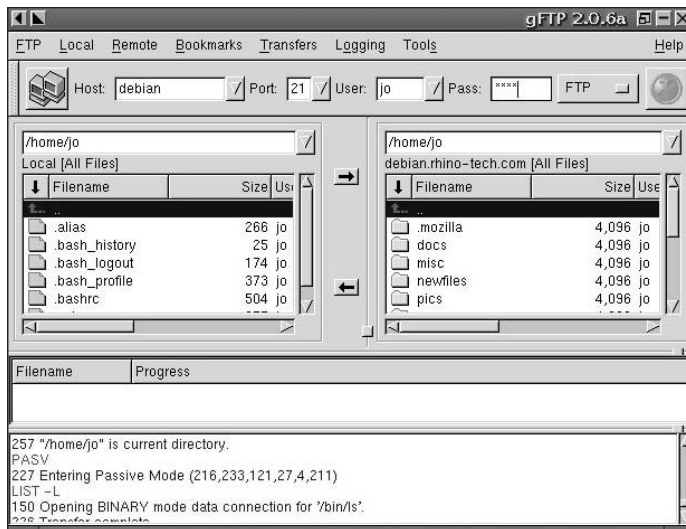 gFTP 2.0.6a
FTP Local Remote Bookmarks Transfers Logging Tools Help
Host: debian Port: 21 User: jo Pass: **** FTP
/home/jo
Local [All Files]
Filename Size Use
..
.alias 266 jo
.bash_history 25 jo
.bash_logout 174 jo
.bash_profile 373 jo
.bashrc 504 jo
/home/jo
debian.rhino-tech.com [All Files]
Filename Size Use
..
.mozilla 4,096 jo
docs 4,096 jo
misc 4,096 jo
newfiles 4,096 jo
pics 4,096 jo
Filename Progress
257 "/home/jo" is current directory.
PASV
227 Entering Passive Mode (216,233,121,27,4,211)
LIST -L
150 Opening BINARY mode data connection for '/bin/ls'.
226 Transfer complete